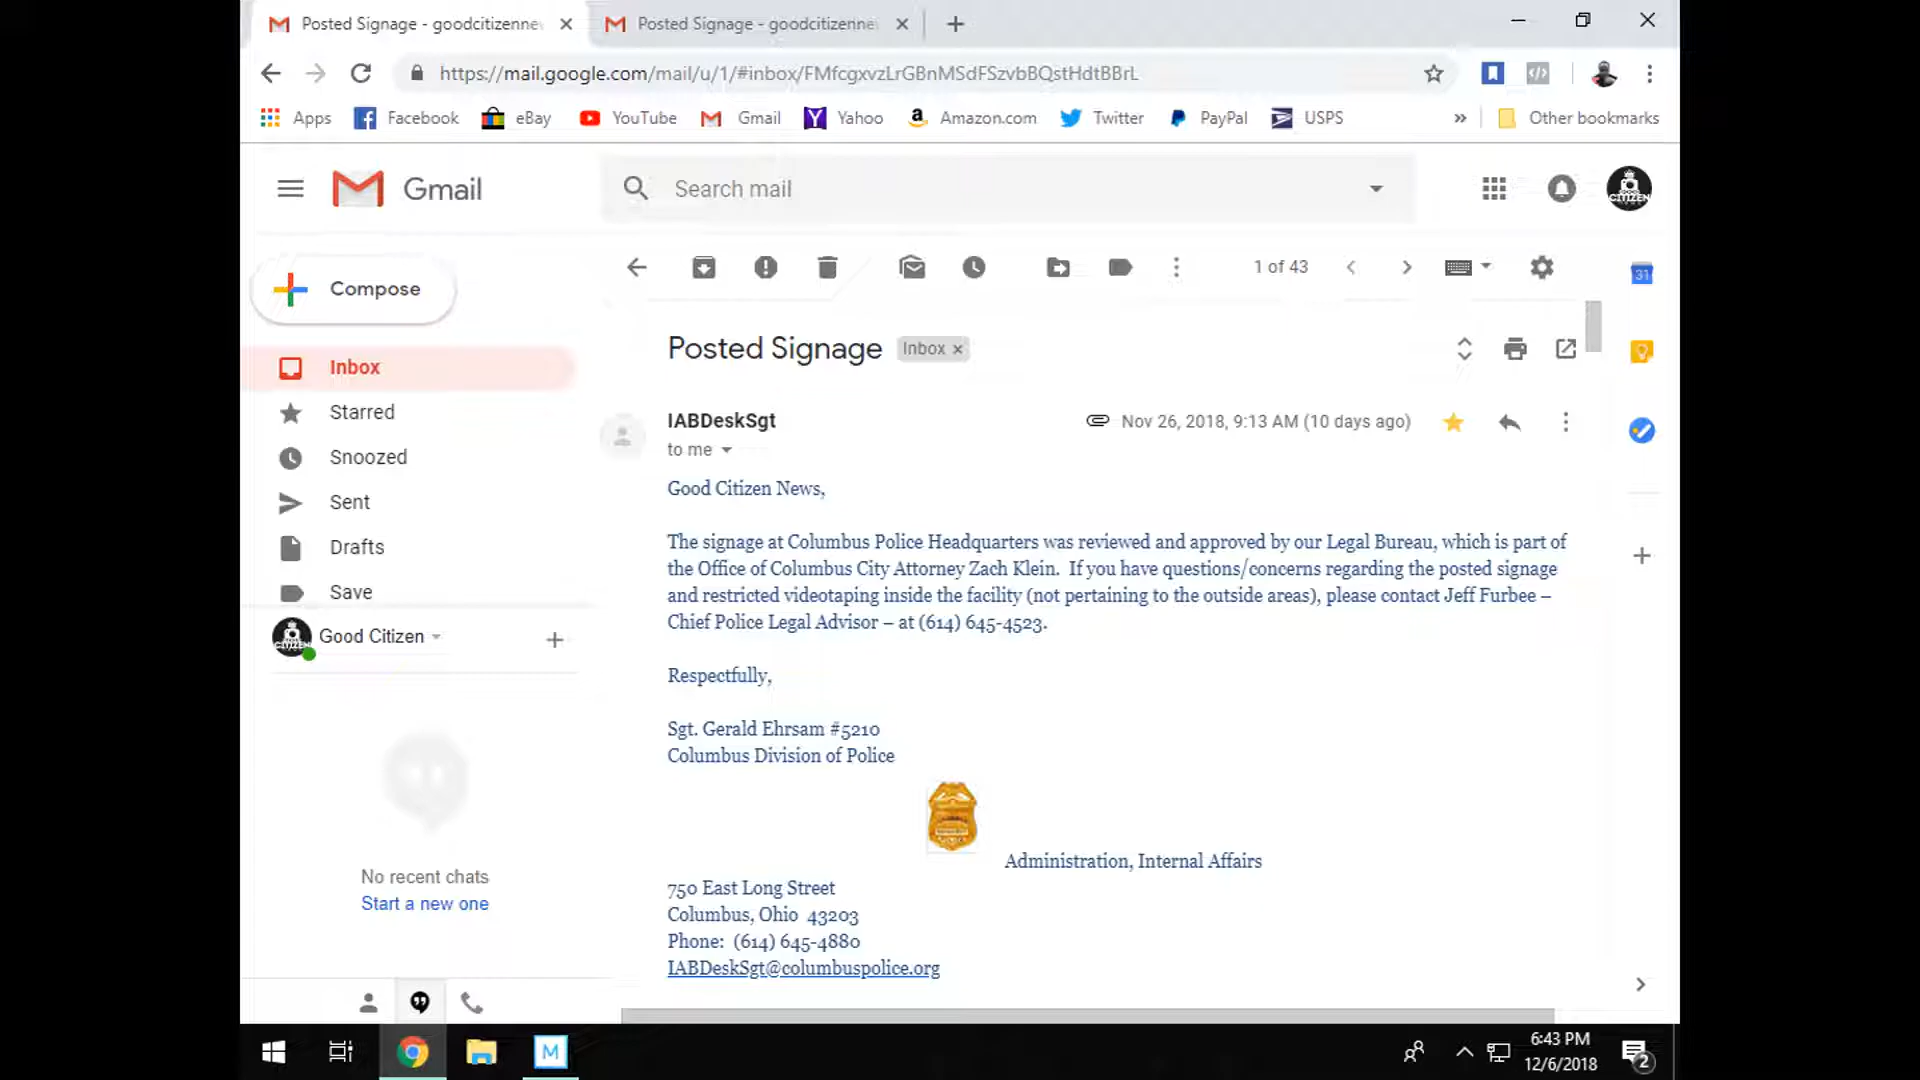 Posted Signage - goodcitizenne
Posted Signage - goodcitizenne
https://mail.google.com/mail/u/1/#inbox/FMfcgxvzLrGBnMSdFSzvbBQstHdtBBrL
Apps Facebook eBay YouTube Gmail Yahoo Amazon.com Twitter PayPal USPS » Other bookmarks
Gmail
Search mail
CITIZEN
Compose
1 of 43
31
Posted Signage
Inbox x
Inbox
Starred
Snoozed
Sent
Drafts
Save
Good Citizen
No recent chats
Start a new one
IABDeskSgt
Nov 26, 2018, 9:13 AM (10 days ago)
to me
Good Citizen News,
The signage at Columbus Police Headquarters was reviewed and approved by our Legal Bureau, which is part of
the Office of Columbus City Attorney Zach Klein.  If you have questions/concerns regarding the posted signage
and restricted videotaping inside the facility (not pertaining to the outside areas), please contact Jeff Furbee –
Chief Police Legal Advisor – at (614) 645-4523.
Respectfully,
Sgt. Gerald Ehrsam #5210
Columbus Division of Police
Administration, Internal Affairs
750 East Long Street
Columbus, Ohio  43203
Phone:  (614) 645-4880
IABDeskSgt@columbuspolice.org
M
6:43 PM
12/6/2018
2